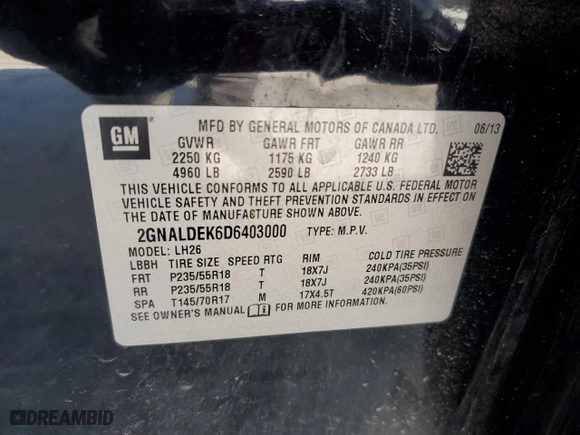 GM
®
MFD BY GENERAL MOTORS OF CANADA LTD. 06/13
GVWR GAWR FRT GAWR RR
2250 KG 1175 KG 1240 KG
4960 LB 2590 LB 2733 LB
THIS VEHICLE CONFORMS TO ALL APPLICABLE U.S. FEDERAL MOTOR
VEHICLE SAFETY AND THEFT PREVENTION STANDARDS IN EFFECT ON
THE DATE OF MANUFACTURE SHOWN ABOVE.
2GNALDEK6D6403000 TYPE: M.P.V.
MODEL: LH26
LBBH TIRE SIZE SPEED RTG RIM COLD TIRE PRESSURE
FRT P235/55R18 T 18X7J 240KPA(35PSI)
RR P235/55R18 T 18X7J 240KPA(35PSI)
SPA T145/70R17 M 17X4.5T 420KPA(60PSI)
SEE OWNER'S MANUAL FOR MORE INFORMATION
DREAMBID